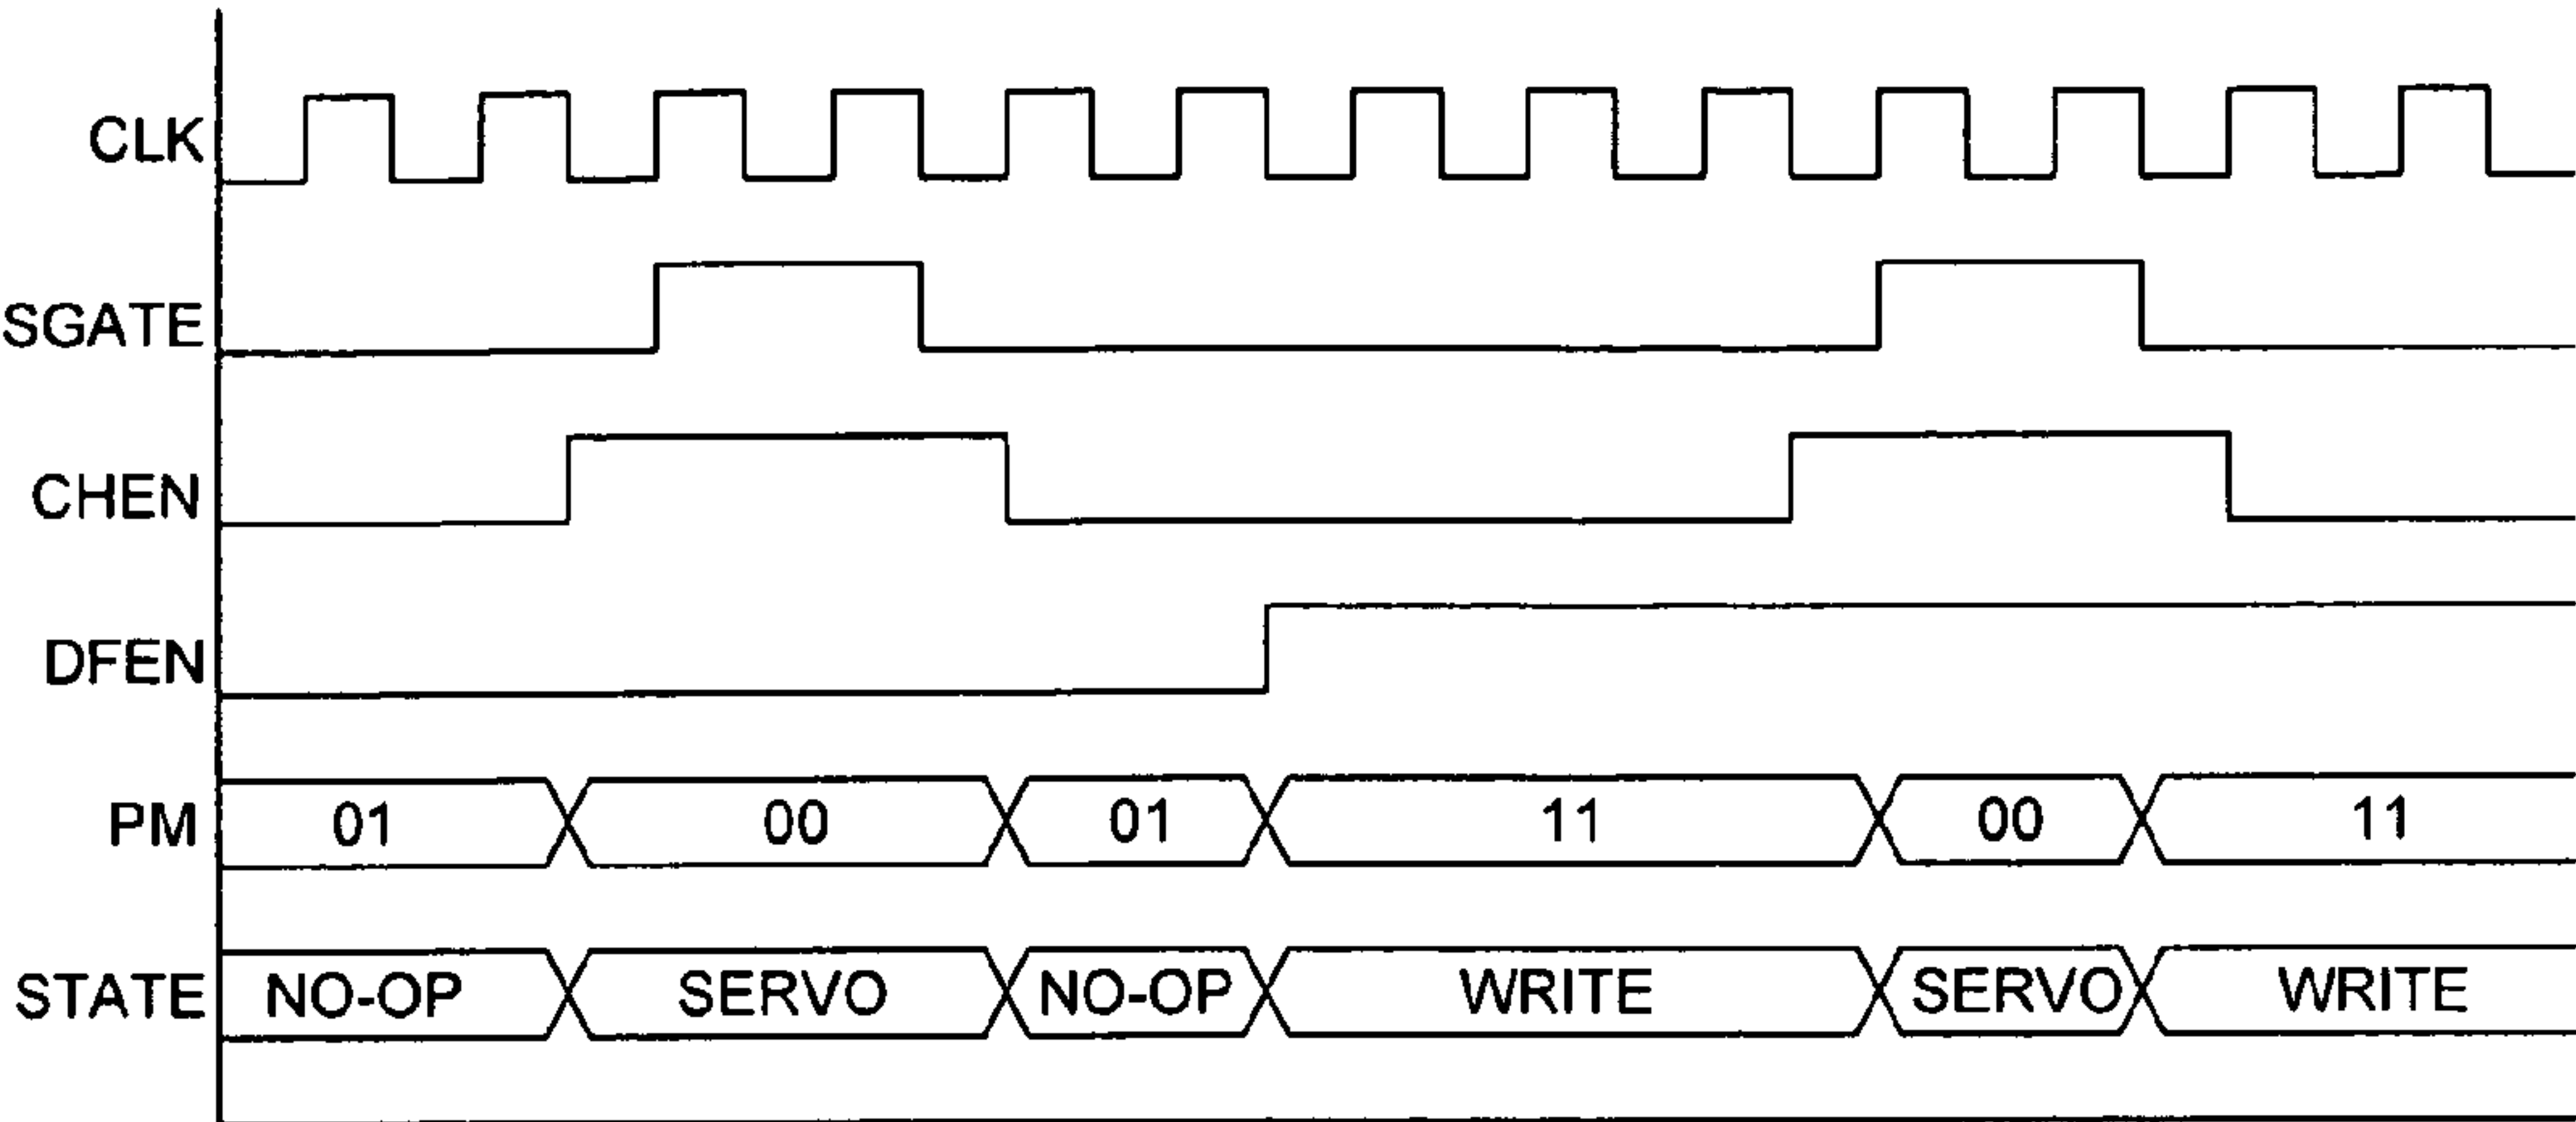 CLK
SGATE
CHEN
DFEN
PM 01 00 01 11 00 11
STATE NO-OP SERVO NO-OP WRITE SERVO WRITE